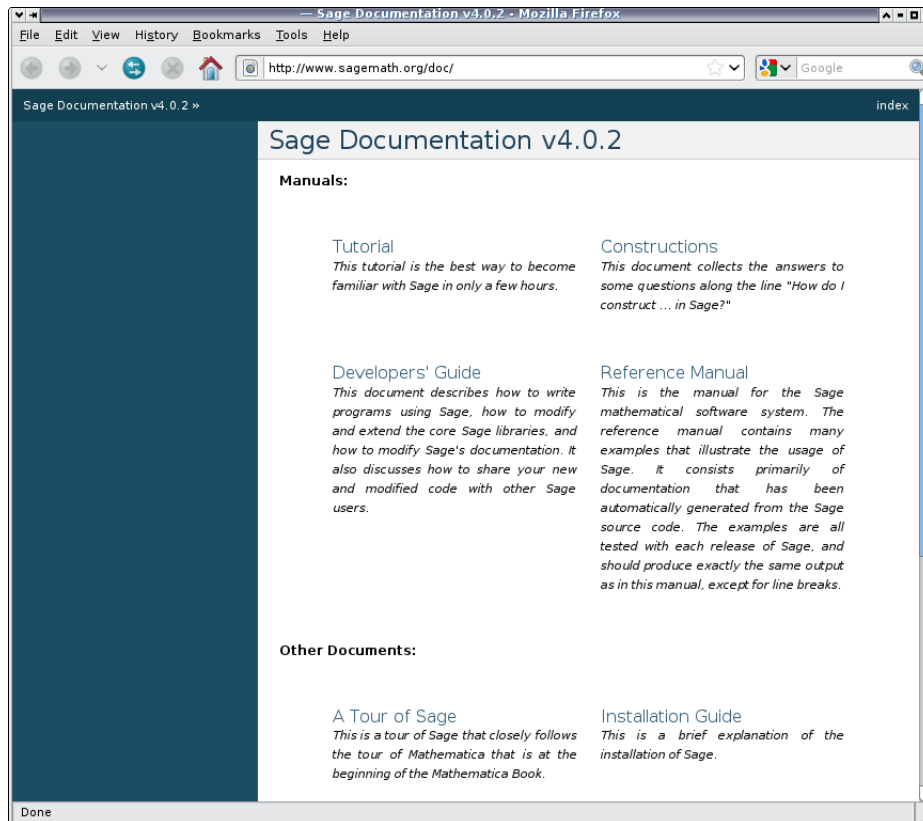 — Sage Documentation v4.0.2 - Mozilla Firefox
File Edit View History Bookmarks Tools Help
http://www.sagemath.org/doc/ Google
Sage Documentation v4.0.2 » index
Sage Documentation v4.0.2
Manuals:
Tutorial
This tutorial is the best way to become
familiar with Sage in only a few hours.
Constructions
This document collects the answers to
some questions along the line "How do I
construct ... in Sage?"
Developers' Guide
This document describes how to write
programs using Sage, how to modify
and extend the core Sage libraries, and
how to modify Sage's documentation. It
also discusses how to share your new
and modified code with other Sage
users.
Reference Manual
This is the manual for the Sage
mathematical software system. The
reference manual contains many
examples that illustrate the usage of
Sage. It consists primarily of
documentation that has been
automatically generated from the Sage
source code. The examples are all
tested with each release of Sage, and
should produce exactly the same output
as in this manual, except for line breaks.
Other Documents:
A Tour of Sage
This is a tour of Sage that closely follows
the tour of Mathematica that is at the
beginning of the Mathematica Book.
Installation Guide
This is a brief explanation of the
installation of Sage.
Done